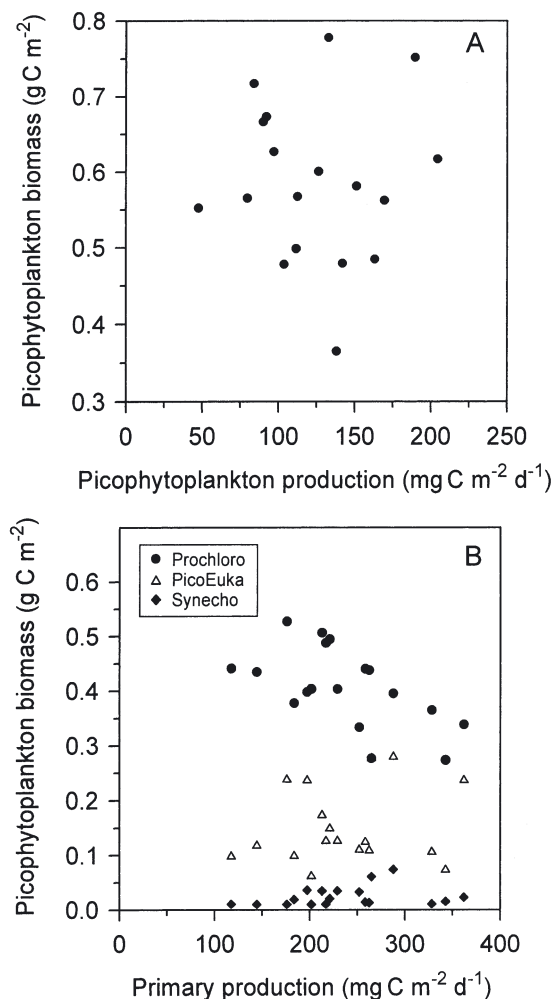 A
0.8
0.7
0.6
0.5
0.4
0.3
Picophytoplankton biomass (g C m-2)
0 50 100 150 200 250
Picophytoplankton production (mg C m-2 d-1)
B
Prochloro
PicoEuka
Synecho
0.6
0.5
0.4
0.3
0.2
0.1
0.0
Picophytoplankton biomass (g C m-2)
0 100 200 300 400
Primary production (mg C m-2 d-1)